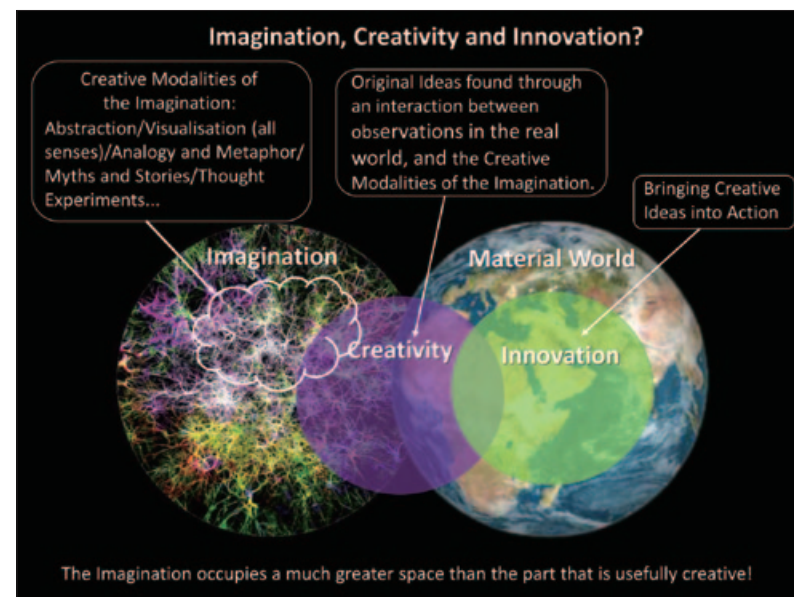 Imagination, Creativity and Innovation?
Creative Modalities of
the Imagination:
Abstraction/Visualisation (all
senses)/Analogy and Metaphor/
Myths and Stories/Thought
Experiments...
Original Ideas found through
an interaction between
observations in the real
world, and the Creative
Modalities of the Imagination.
Bringing Creative
Ideas into Action
Imagination
Material World
Creativity
Innovation
The Imagination occupies a much greater space than the part that is usefully creative!